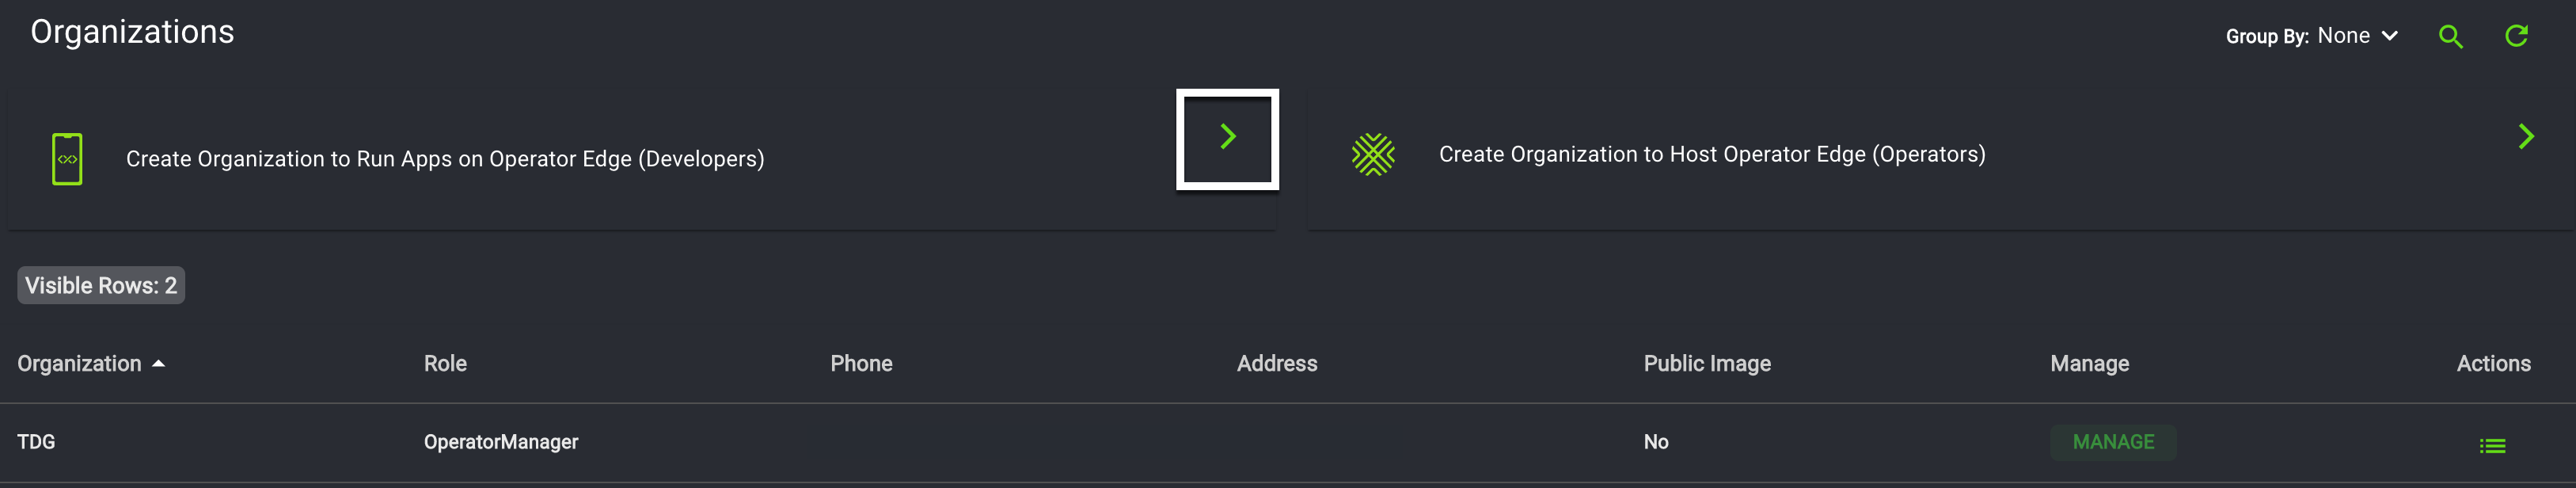 Organizations
Group By: None
Create Organization to Run Apps on Operator Edge (Developers)
Create Organization to Host Operator Edge (Operators)
Visible Rows: 2
Organization Role Phone Address Public Image Manage Actions
TDG OperatorManager No MANAGE